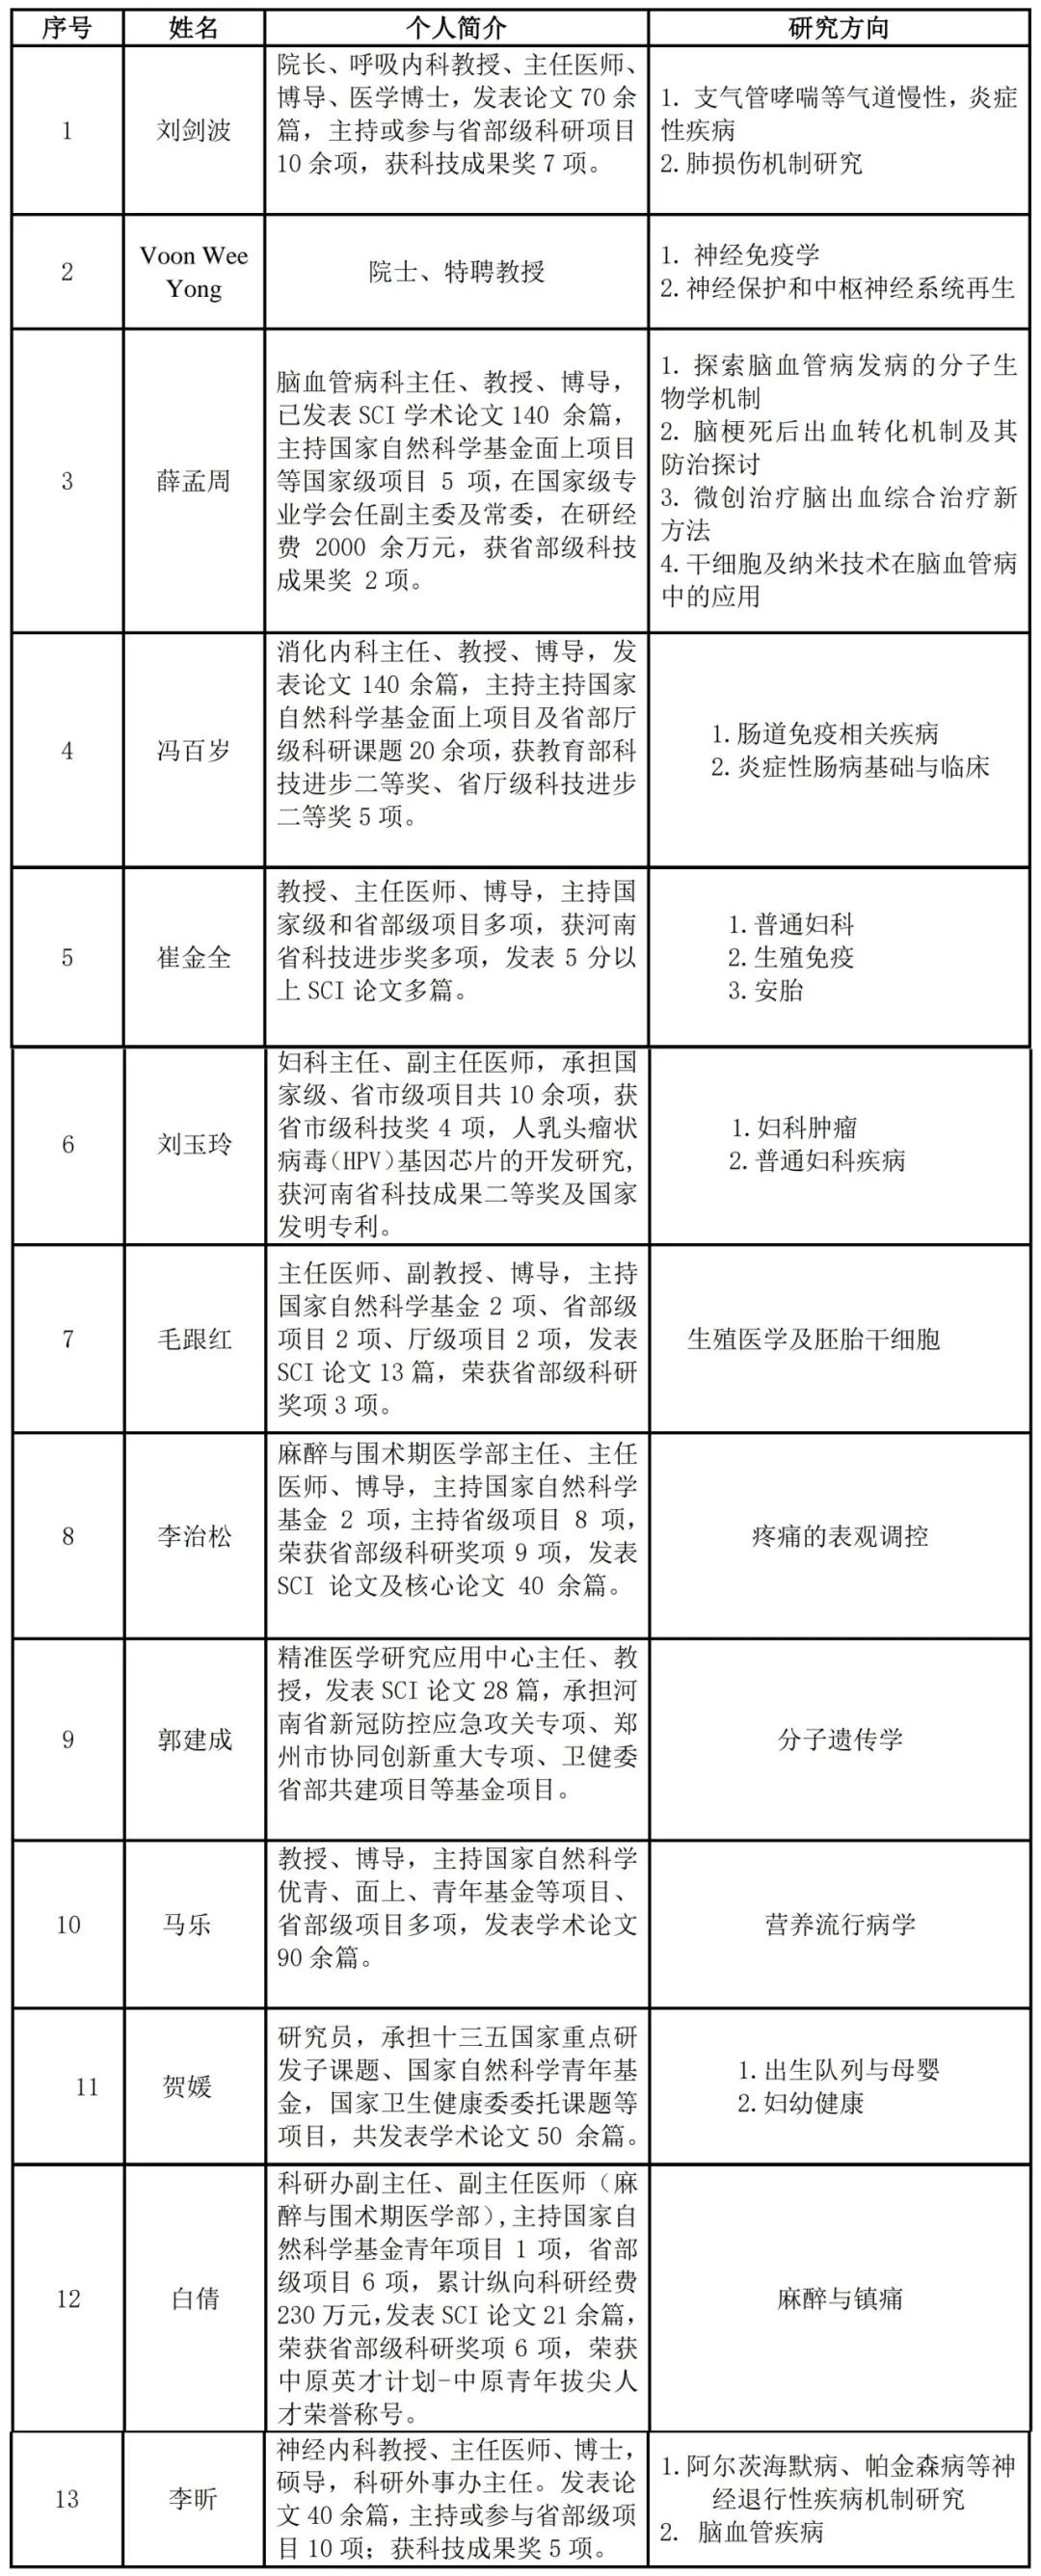 序号 姓名 个人简介 研究方向
1
刘剑波
院长、呼吸内科教授、主任医师、
博导、医学博士，发表论文70余
篇，主持或参与省部级科研项目
10余项，获科技成果奖7项。
1. 支气管哮喘等气道慢性，炎症
性疾病
2.肺损伤机制研究
2
Voon Wee
Yong
院士、特聘教授
1. 神经免疫学
2.神经保护和中枢神经系统再生
3
薛孟周
脑血管病科主任、教授、博导，
已发表SCI学术论文140 余篇，
主持国家自然科学基金面上项目
等国家级项目 5 项，在国家级专
业学会任副主委及常委，在研经
费 2000 余万元，获省部级科技
成果奖 2项。
1. 探索脑血管病发病的分子生
物学机制
2. 脑梗死后出血转化机制及其
防治探讨
3. 微创治疗脑出血综合治疗新
方法
4.干细胞及纳米技术在脑血管病
中的应用
4
冯百岁
消化内科主任、教授、博导，发
表论文140余篇，主持主持国家
自然科学基金面上项目及省部厅
级科研课题20余项，获教育部科
技进步二等奖、省厅级科技进步
二等奖5项。
1.肠道免疫相关疾病
2.炎症性肠病基础与临床
5
崔金全
教授、主任医师、博导，主持国
家级和省部级项目多项，获河南
省科技进步奖多项，发表5分以
上SCI论文多篇。
1.普通妇科
2.生殖免疫
3.安胎
6
刘玉玲
妇科主任、副主任医师，承担国
家级、省市级项目共10余项，获
省市级科技奖4项，人乳头瘤状
病毒(HPV)基因芯片的开发研究,
获河南省科技成果二等奖及国家
发明专利。
1.妇科肿瘤
2.普通妇科疾病
7
毛跟红
主任医师、副教授、博导，主持
国家自然科学基金2项、省部级
项目2项、厅级项目2项，发表
SCI论文13篇，荣获省部级科研
奖项3项。
生殖医学及胚胎干细胞
8
李治松
麻醉与围术期医学部主任、主任
医师、博导，主持国家自然科学
基金 2 项，主持省级项目 8 项，
荣获省部级科研奖项9项，发表
SCI 论文及核心论文 40 余篇。
疼痛的表观调控
9
郭建成
精准医学研究应用中心主任、教
授，发表SCI论文28篇，承担河
南省新冠防控应急攻关专项、郑
州市协同创新重大专项、卫健委
省部共建项目等基金项目。
分子遗传学
10
马乐
教授、博导，主持国家自然科学
优青、面上、青年基金等项目、
省部级项目多项，发表学术论文
90余篇。
营养流行病学
11
贺媛
研究员，承担十三五国家重点研
发子课题、国家自然科学青年基
金，国家卫生健康委委托课题等
项目，共发表学术论文50 余篇。
1.出生队列与母婴
2.妇幼健康
12
白倩
科研办副主任、副主任医师（麻
醉与围术期医学部）,主持国家自
然科学基金青年项目1项，省部
级项目6项，累计纵向科研经费
230万元,发表SCI论文21余篇，
荣获省部级科研奖项6项，荣获
中原英才计划-中原青年拔尖人
才荣誉称号。
麻醉与镇痛
13
李昕
神经内科教授、主任医师、博士，
硕导，科研外事办主任。发表论
文40余篇，主持或参与省部级项
目10项；获科技成果奖5项。
1.阿尔茨海默病、帕金森病等神
经退行性疾病机制研究
2. 脑血管疾病